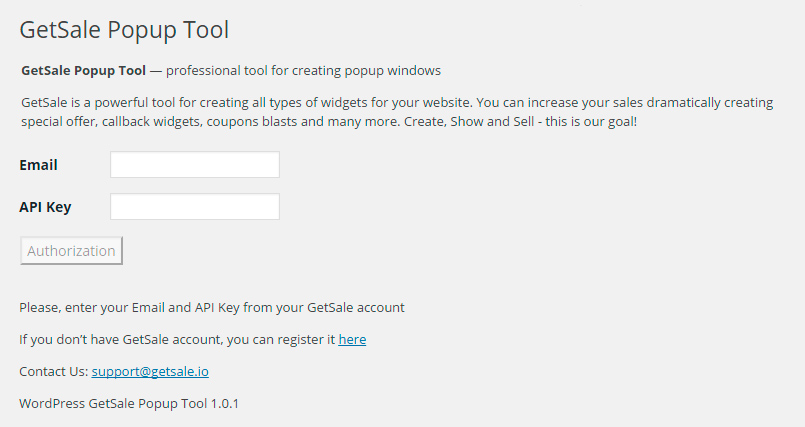 GetSale Popup Tool
GetSale Popup Tool — professional tool for creating popup windows
GetSale is a powerful tool for creating all types of widgets for your website. You can increase your sales dramatically creating
special offer, callback widgets, coupons blasts and many more. Create, Show and Sell - this is our goal!
Email
API Key
Authorization
Please, enter your Email and API Key from your GetSale account
If you don’t have GetSale account, you can register it here
Contact Us: support@getsale.io
WordPress GetSale Popup Tool 1.0.1